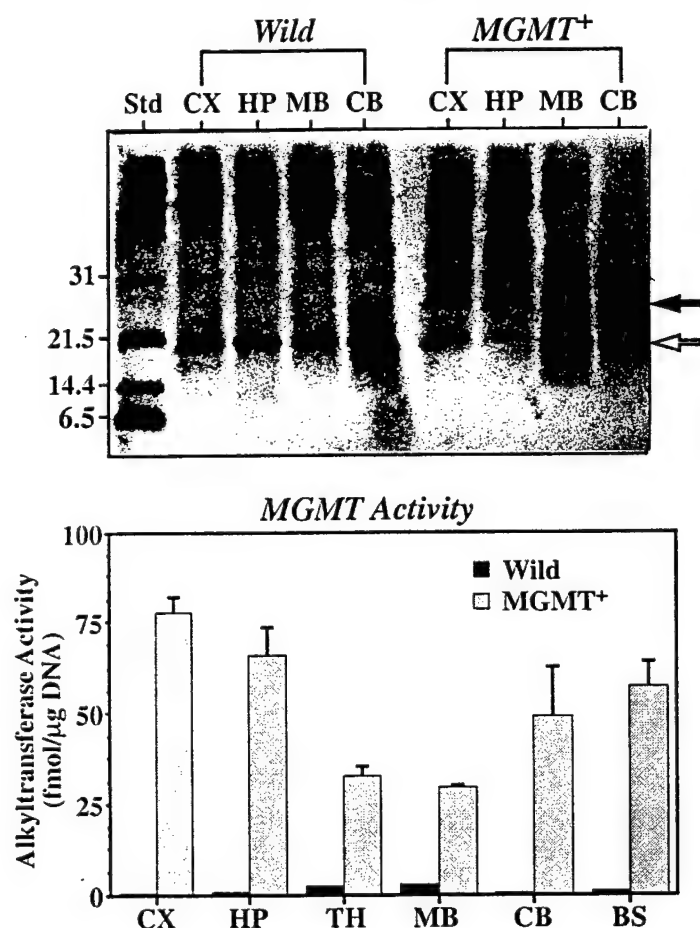 Wild MGMT⁺
Std CX HP MB CB CX HP MB CB
31
21.5
14.4
6.5
MGMT Activity
100
75
50
25
0
Alkyltransferase Activity
(fmol/µg DNA)
Wild
MGMT⁺
CX HP TH MB CB BS